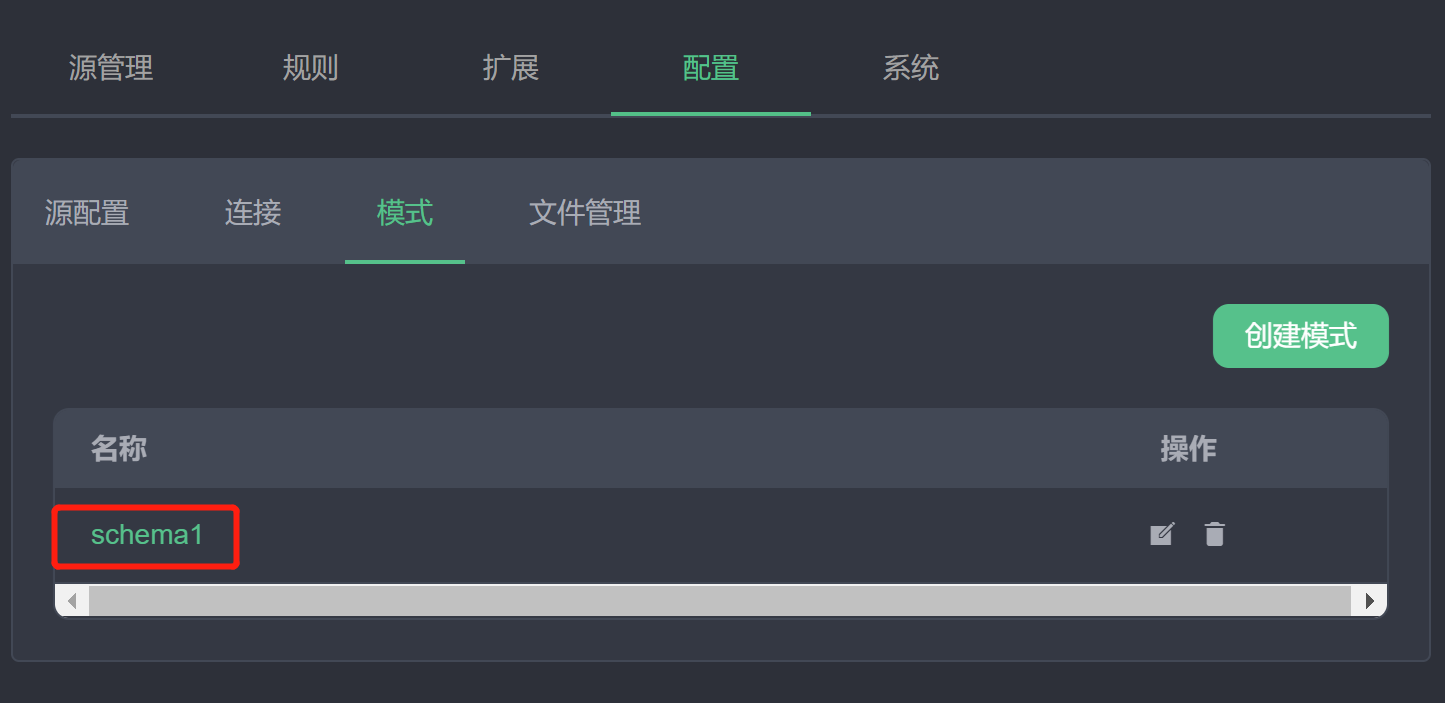 源管理 规则 扩展 配置 系统
源配置 连接 模式 文件管理
创建模式
名称 操作
schema1